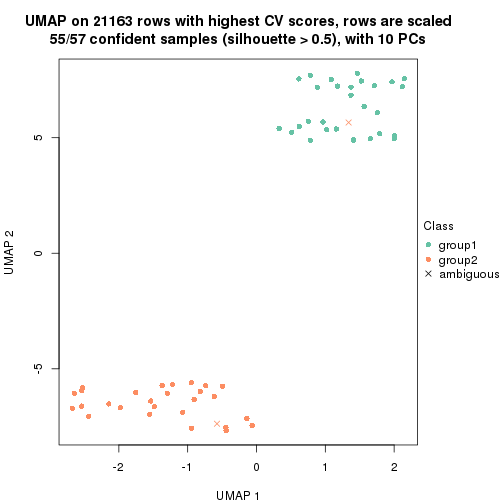 UMAP on 21163 rows with highest CV scores, rows are scaled
55/57 confident samples (silhouette > 0.5), with 10 PCs
5
0
-5
UMAP 2
Class
group1
group2
ambiguous
-2 -1 0 1 2
UMAP 1